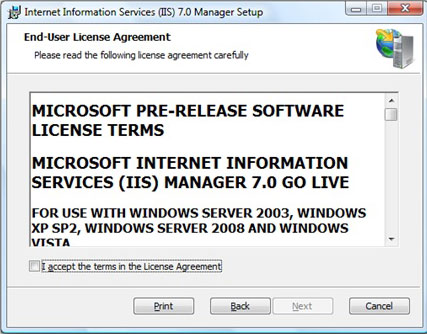 Internet Information Services (IIS) 7.0 Manager Setup
End-User License Agreement
Please read the following license agreement carefully
MICROSOFT PRE-RELEASE SOFTWARE
LICENSE TERMS
MICROSOFT INTERNET INFORMATION
SERVICES (IIS) MANAGER 7.0 GO LIVE
FOR USE WITH WINDOWS SERVER 2003, WINDOWS
XP SP2, WINDOWS SERVER 2008 AND WINDOWS
VISTA
I accept the terms in the License Agreement
Print Back Next Cancel